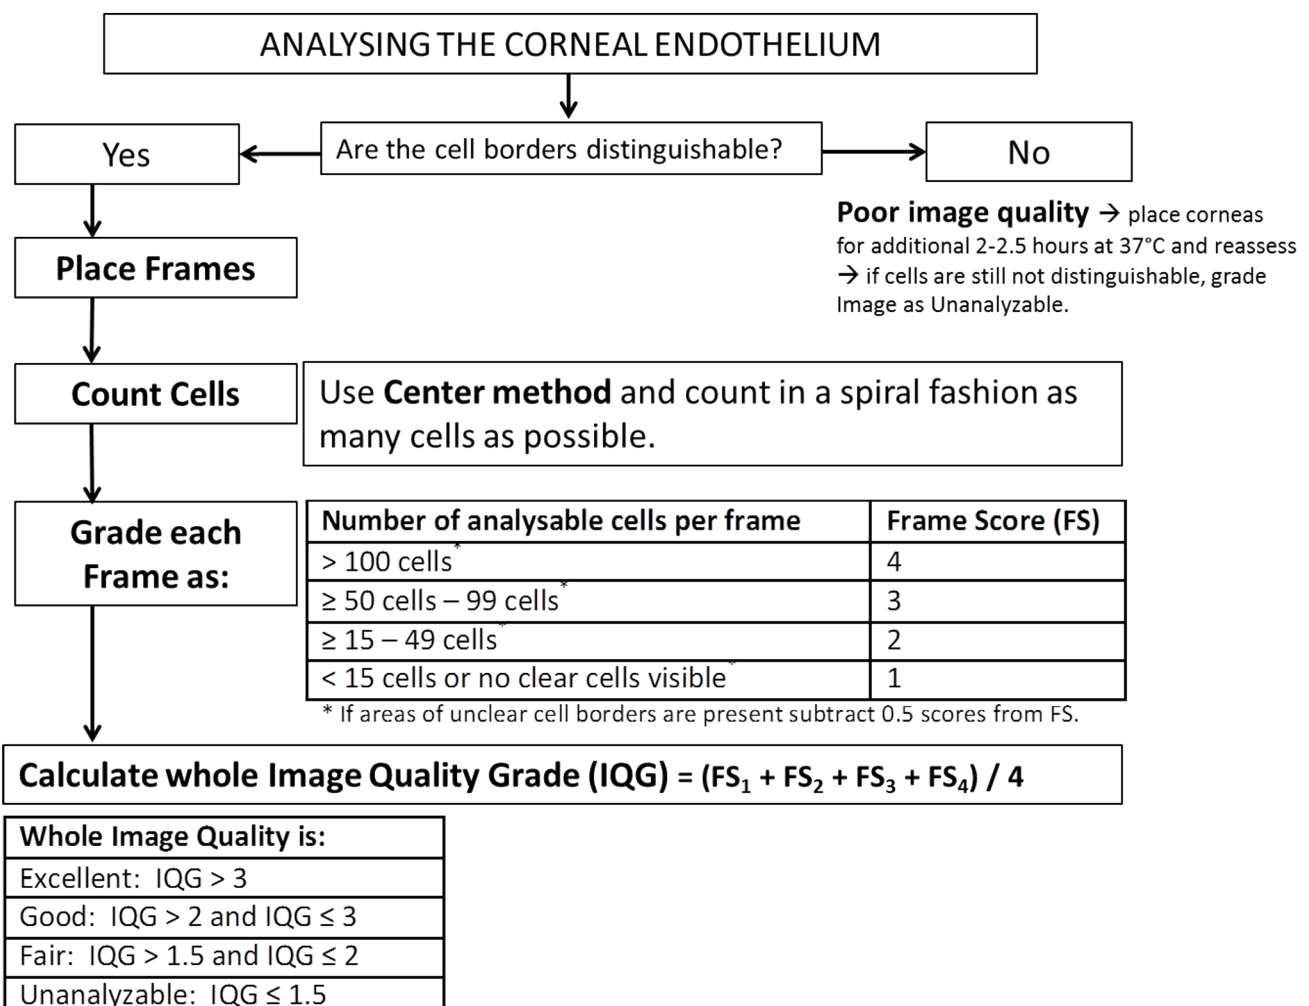 ANALYSING THE CORNEAL ENDOTHELIUM
Are the cell borders distinguishable?
Yes
No
Poor image quality → place corneas
for additional 2-2.5 hours at 37°C and reassess
→ if cells are still not distinguishable, grade
Image as Unanalyzable.
Place Frames
Count Cells
Use Center method and count in a spiral fashion as
many cells as possible.
Grade each
Frame as:
Number of analysable cells per frame Frame Score (FS)
> 100 cells* 4
≥ 50 cells – 99 cells* 3
≥ 15 – 49 cells* 2
< 15 cells or no clear cells visible* 1
* If areas of unclear cell borders are present subtract 0.5 scores from FS.
Calculate whole Image Quality Grade (IQG) = (FS₁ + FS₂ + FS₃ + FS₄) / 4
Whole Image Quality is:
Excellent: IQG > 3
Good: IQG > 2 and IQG ≤ 3
Fair: IQG > 1.5 and IQG ≤ 2
Unanalyzable: IQG ≤ 1.5